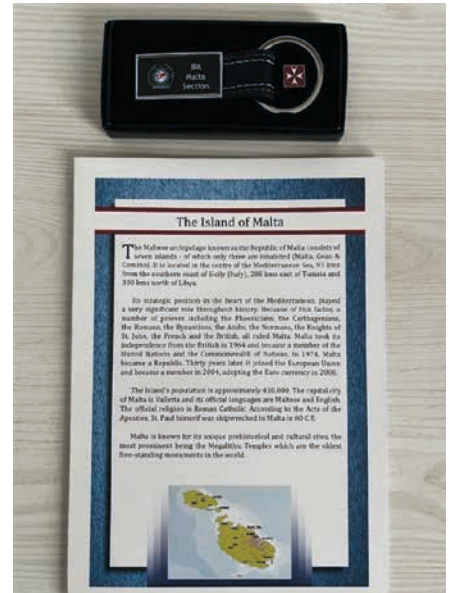 IPA
Malta
Section
The Island of Malta
The Maltese archipelago known as the Republic of Malta consists of
seven islands - of which only three are inhabited (Malta, Gozo &
Comino). It is located in the centre of the Mediterranean Sea, 93 kms
from the southern coast of Sicily (Italy), 288 kms east of Tunisia and
300 kms north of Libya.
Its strategic position in the heart of the Mediterranean, played
a very significant role throughout history. Because of this factor, a
number of powers including the Phoenicians, the Carthagenians,
the Romans, the Byzantines, the Arabs, the Normans, the Knights of
St. John, the French and the British, all ruled Malta. Malta took its
independence from the British in 1964 and became a member of the
United Nations and the Commonwealth of Nations. In 1974, Malta
became a Republic. Thirty years later it joined the European Union
and became a member in 2004, adopting the Euro currency in 2008.
The Island's population is approximately 410,000. The capital city
of Malta is Valletta and its official languages are Maltese and English.
The official religion is Roman Catholic. According to the Acts of the
Apostles, St. Paul himself was shipwrecked in Malta in 60 C.E.
Malta is known for its unique prehistorical and cultural sites, the
most prominent being the Megalithic Temples which are the oldest
free-standing monuments in the world.